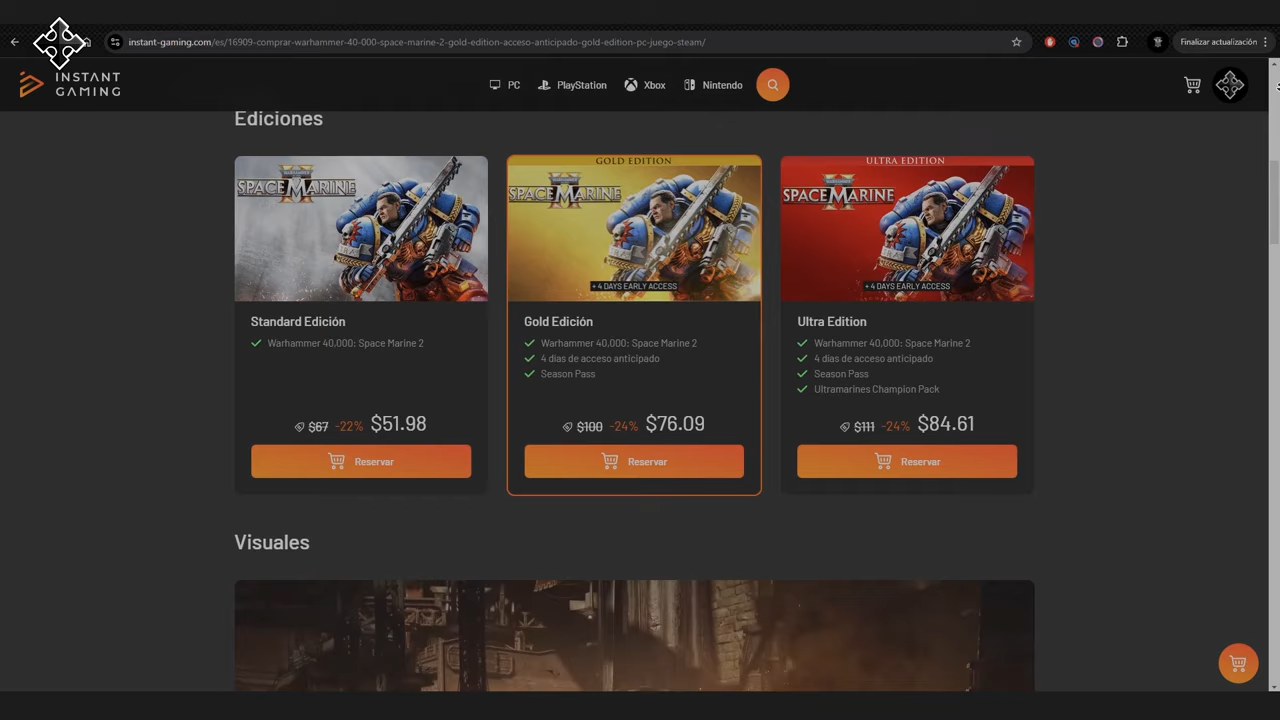 instant-gaming.com/es/16909-comprar-warhammer-40-000-space-marine-2-gold-edition-acceso-anticipado-gold-edition-pc-juego-steam/
Finalizar actualización
INSTANT
GAMING
PC
PlayStation
Xbox
Nintendo
Ediciones
SPACE MARINE
GOLD EDITION
SPACE MARINE
+ 4 DAYS EARLY ACCESS
ULTRA EDITION
SPACE MARINE
+ 4 DAYS EARLY ACCESS
Standard Edición
Warhammer 40,000: Space Marine 2
$67 -22% $51.98
Reservar
Gold Edición
Warhammer 40,000: Space Marine 2
4 días de acceso anticipado
Season Pass
$100 -24% $76.09
Reservar
Ultra Edition
Warhammer 40,000: Space Marine 2
4 días de acceso anticipado
Season Pass
Ultramarines Champion Pack
$111 -24% $84.61
Reservar
Visuales